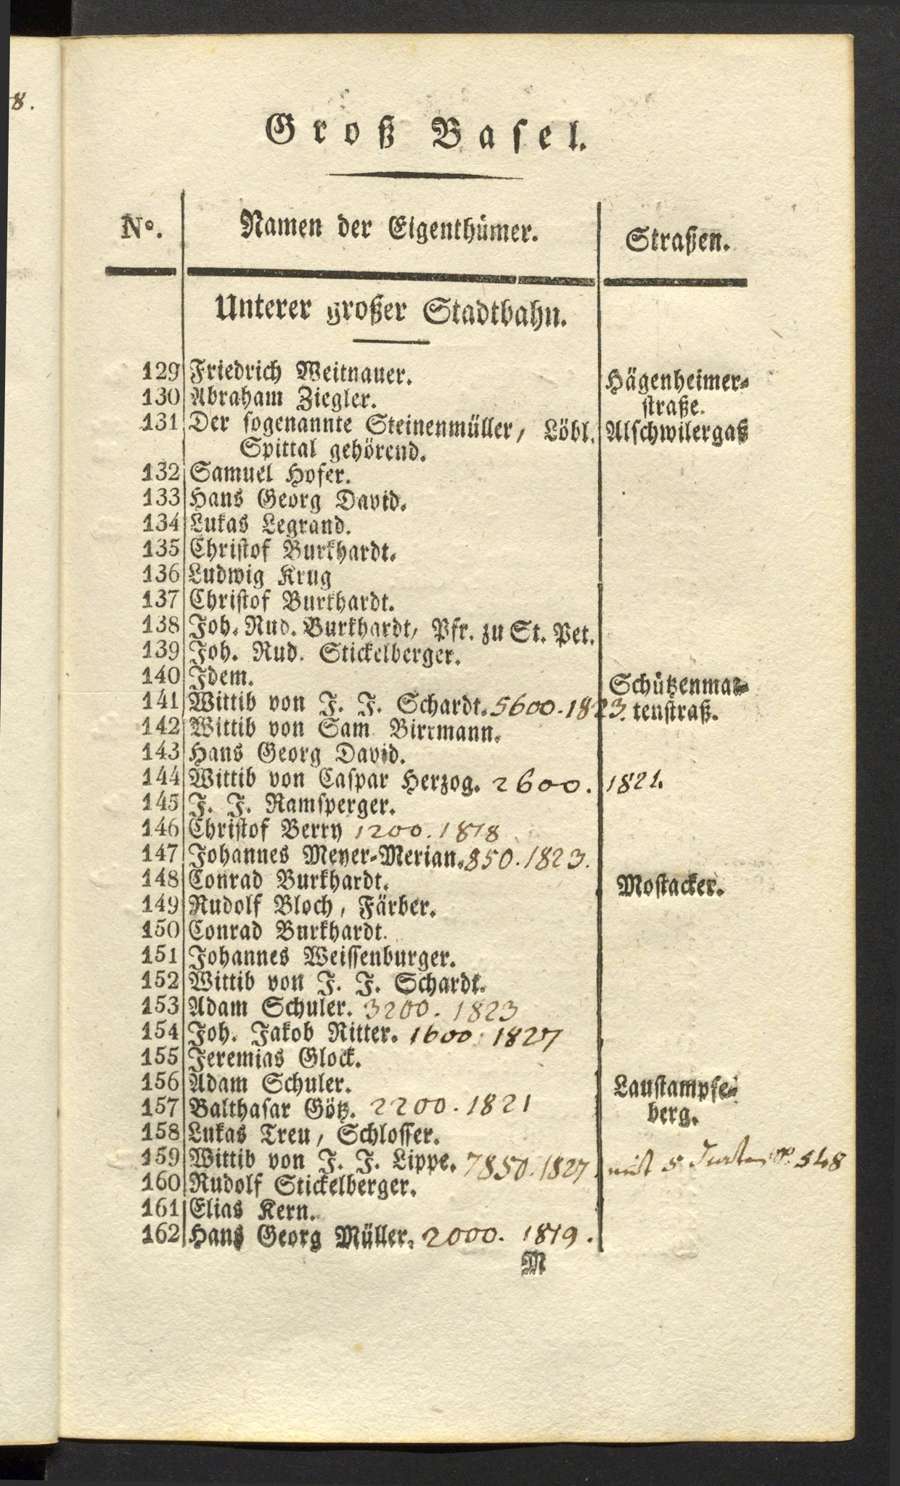 8.
Groß Basel.
No. Namen der Eigenthümer. Straßen.
Unterer großer Stadtbahn.
129 Friedrich Weitnauer. Hägenheimer-
130 Abraham Ziegler. straße.
131 Der sogenannte Steinenmüller, Löbl. Alschwilergaß
Spittal gehörend.
132 Samuel Hofer.
133 Hans Georg David.
134 Lukas Legrand.
135 Christof Burkhardt.
136 Ludwig Krug
137 Christof Burkhardt.
138 Joh. Rud. Burkhardt, Pfr. zu St. Pet.
139 Joh. Rud. Stickelberger.
140 Idem. Schützenmat-
141 Wittib von J. J. Schardt. 5600. 1823. tenstraß.
142 Wittib von Sam Birrmann.
143 Hans Georg David.
144 Wittib von Caspar Herzog. 2600. 1821.
145 J. J. Ramsperger.
146 Christof Berry 1200. 1818
147 Johannes Meyer-Merian. 850. 1823.
148 Conrad Burkhardt. Mostacker.
149 Rudolf Bloch, Färber.
150 Conrad Burkhardt.
151 Johannes Weissenburger.
152 Wittib von J. J. Schardt.
153 Adam Schuler. 3200. 1823
154 Joh. Jakob Ritter. 1600. 1827
155 Jeremias Glock.
156 Adam Schuler. Laustampfe-
157 Balthasar Götz. 2200. 1821 berg.
158 Lukas Treu, Schlosser.
159 Wittib von J. J. Lippe. 7850. 1827 mit 548
160 Rudolf Stickelberger.
161 Elias Kern.
162 Hans Georg Müller. 2000. 1819.
M